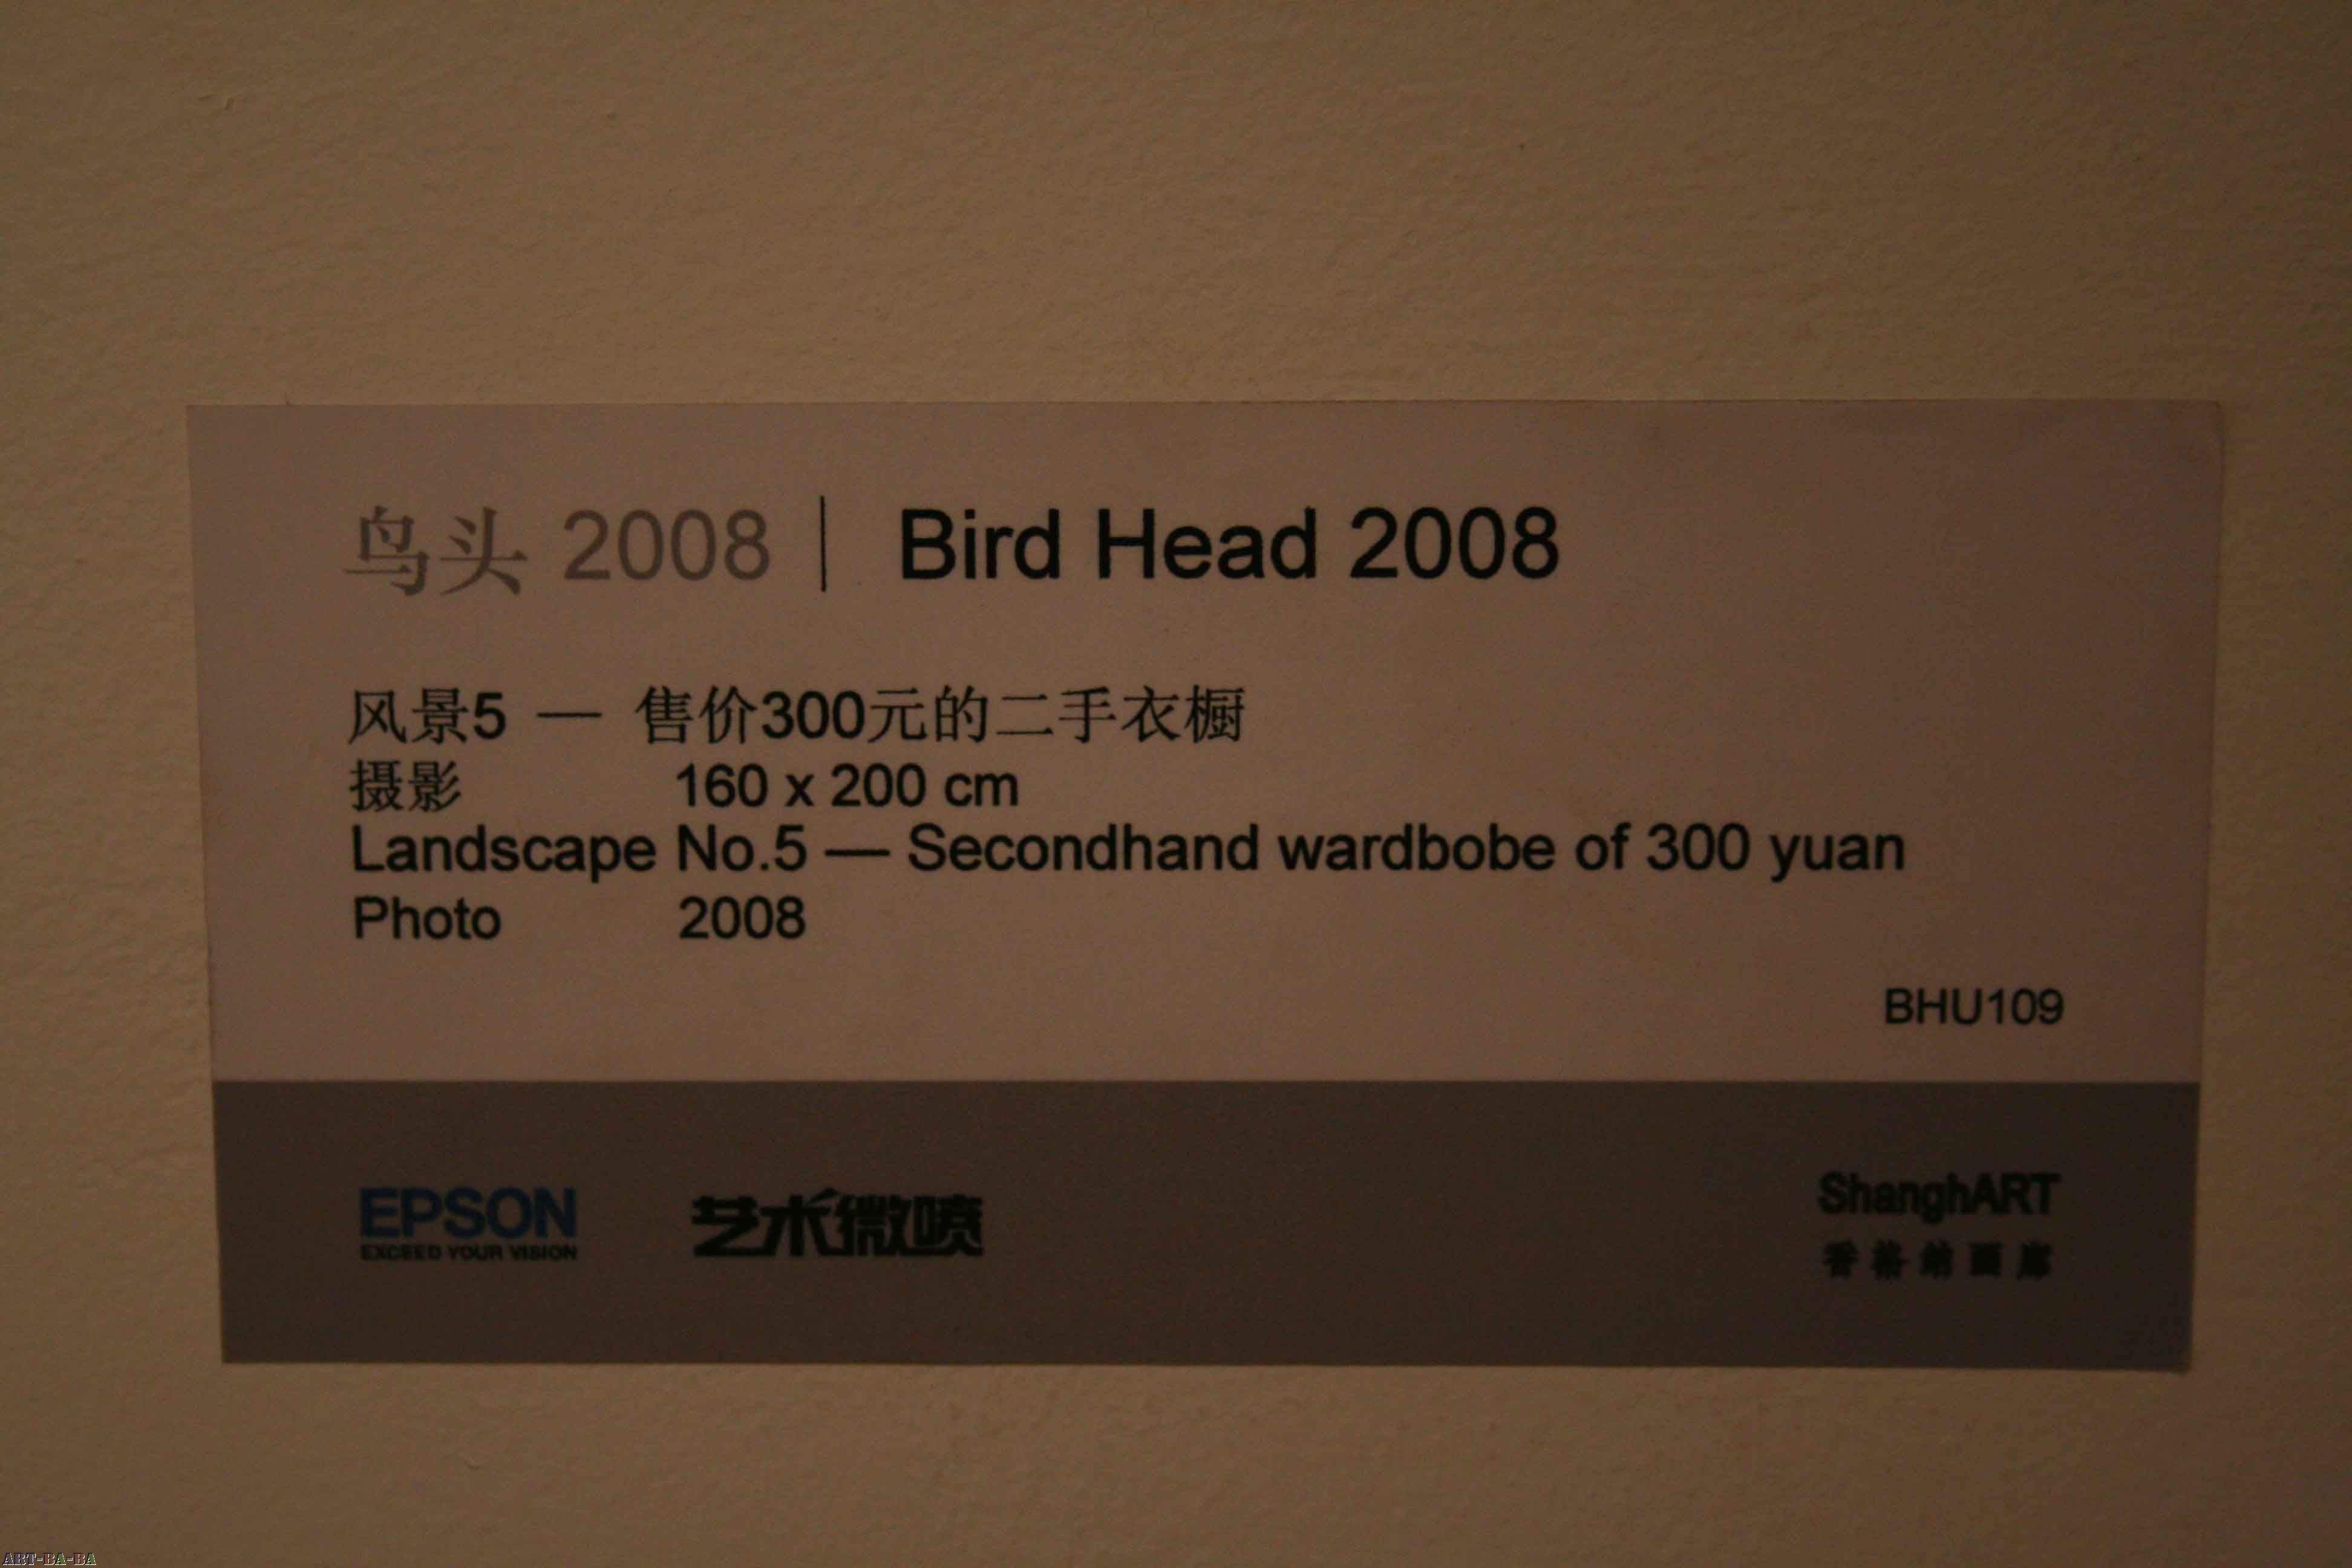 鸟头 2008 | Bird Head 2008
风景5 — 售价300元的二手衣橱
摄影 160 x 200 cm
Landscape No.5 — Secondhand wardbobe of 300 yuan
Photo 2008
BHU109
EPSON
EXCEED YOUR VISION
艺术微喷
ShanghART
香格纳画廊
ART-BA-BA